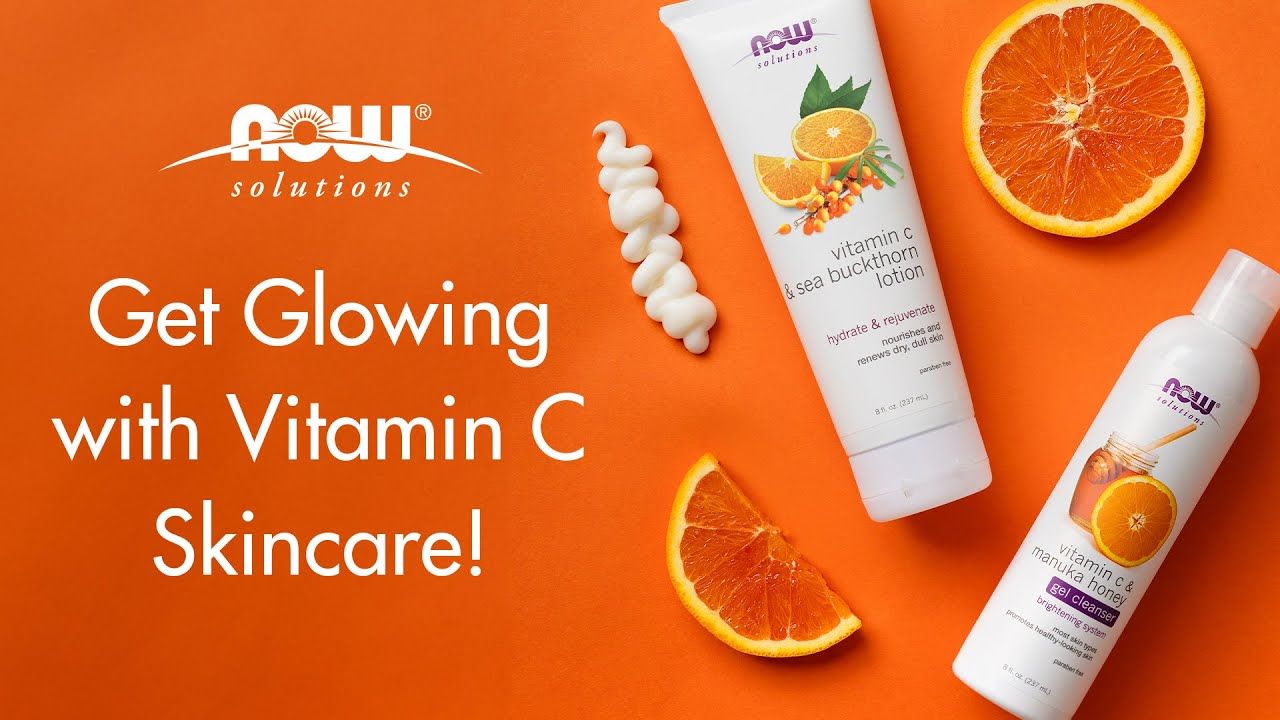 NOW®
solutions
Get Glowing
with Vitamin C
Skincare!
NOW
solutions
vitamin c
& sea buckthorn
lotion
hydrate & rejuvenate
nourishes and
renews dry, dull skin
paraben free
8 fl. oz. (237 mL)
NOW
solutions
vitamin c &
manuka honey
gel cleanser
brightening system
most skin types
promotes healthy-looking skin
paraben free
8 fl. oz. (237 mL)